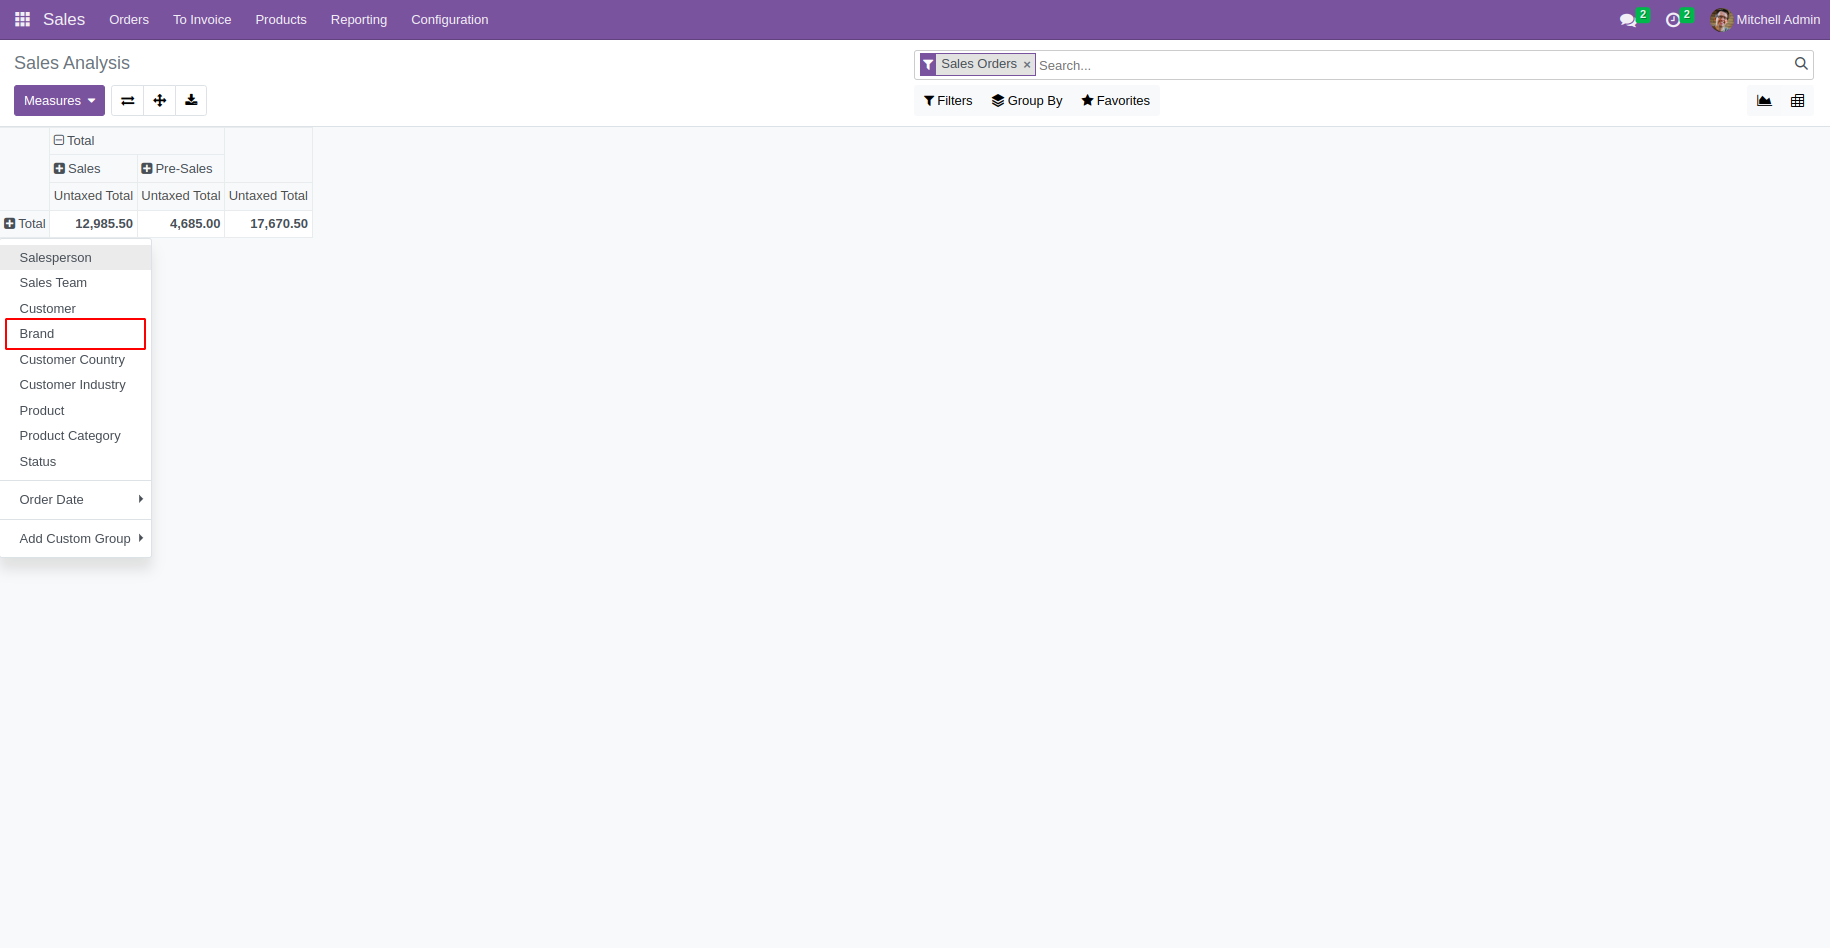 Sales Orders To Invoice Products Reporting Configuration 2 2 Mitchell Admin
Sales Analysis
Sales Orders × Search...
Measures Filters Group By Favorites
Total
Sales Pre-Sales
Untaxed Total Untaxed Total Untaxed Total
Total 12,985.50 4,685.00 17,670.50
Salesperson
Sales Team
Customer
Brand
Customer Country
Customer Industry
Product
Product Category
Status
Order Date
Add Custom Group